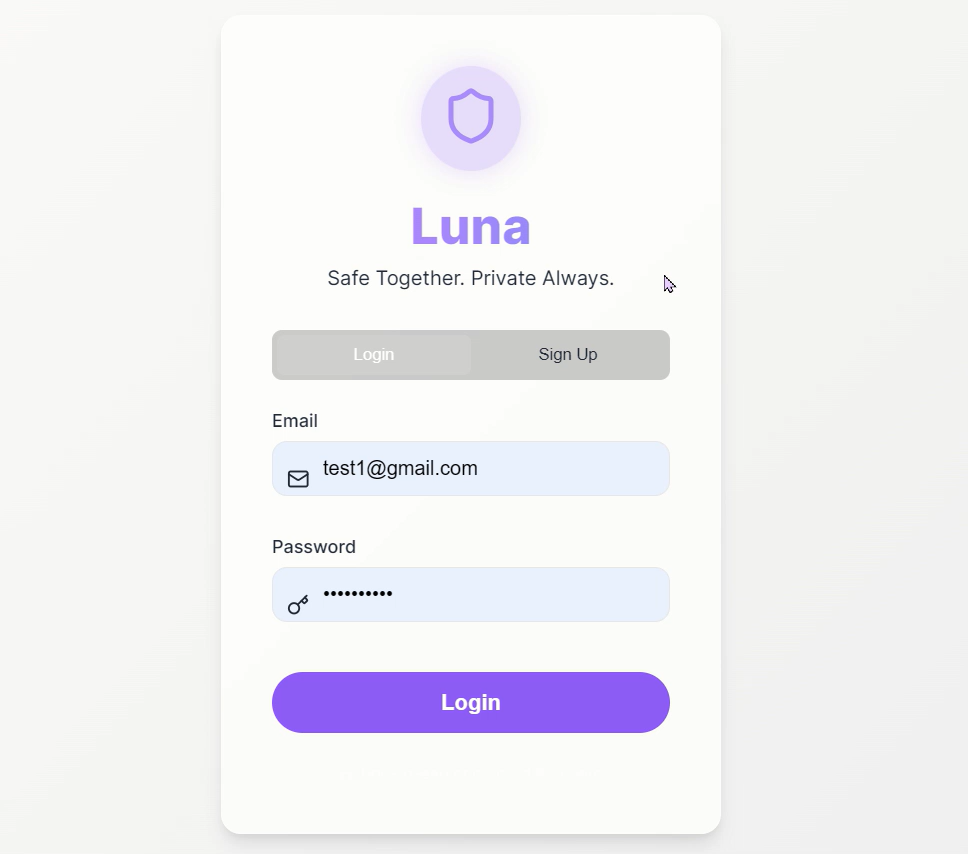 Luna
Safe Together. Private Always.
Login
Sign Up
Email
test1@gmail.com
Password
••••••••••
Login